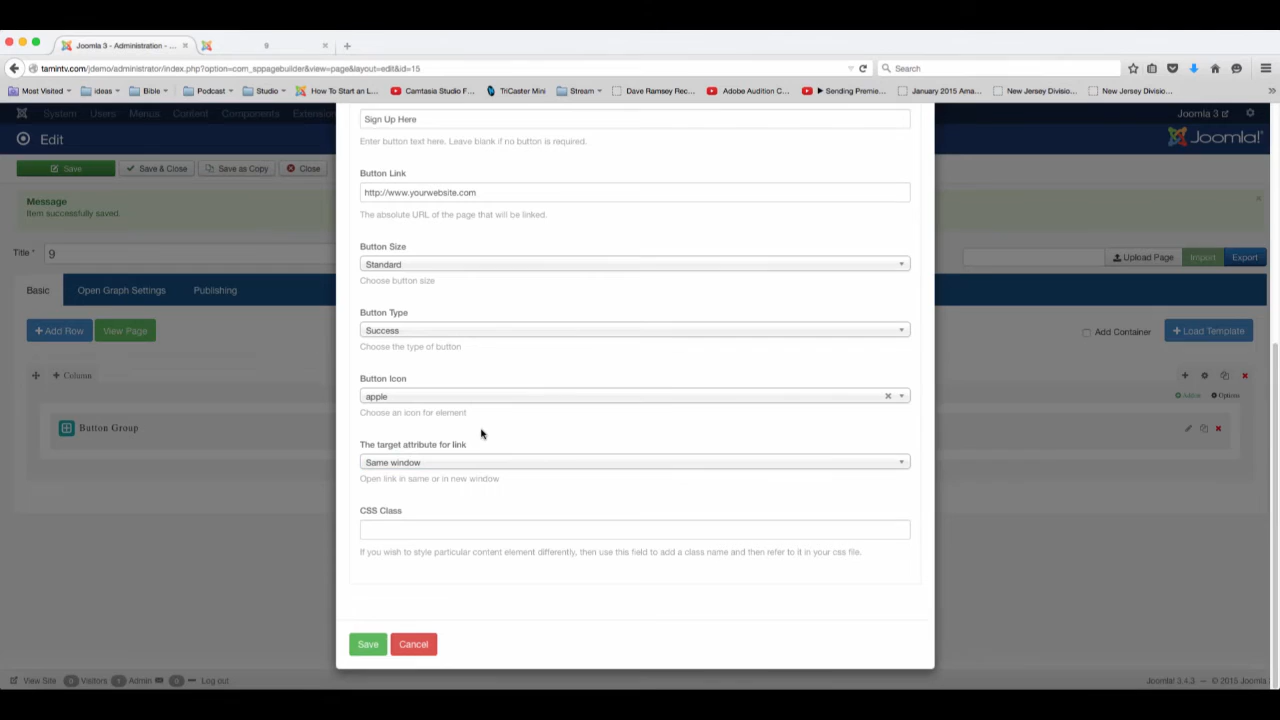 Joomla 3 - Administration - ...
9
tamintv.com/jdemo/administrator/index.php?option=com_sppagebuilder&view=page&layout=edit&id=15
Search
Most Visited
ideas
Bible
Podcast
Studio
How To Start an L...
Camtasia Studio F...
TriCaster Mini
Stream
Dave Ramsey Rec...
Adobe Audition C...
Sending Premie...
January 2015 Ama...
New Jersey Divisio...
New Jersey Divisio...
System Users Menus Content Components Extension
Joomla 3
Edit
Joomla!
Save
Save & Close
Save as Copy
Close
Message
Item successfully saved.
Title *
9
Upload Page
Import
Export
Basic
Open Graph Settings
Publishing
Add Row
View Page
Add Container
Load Template
Column
Addon
Options
Button Group
Sign Up Here
Enter button text here. Leave blank if no button is required.
Button Link
http://www.yourwebsite.com
The absolute URL of the page that will be linked.
Button Size
Standard
Choose button size
Button Type
Success
Choose the type of button
Button Icon
apple
Choose an icon for element
The target attribute for link
Same window
Open link in same or in new window
CSS Class
If you wish to style particular content element differently, then use this field to add a class name and then refer to it in your css file.
Save
Cancel
View Site
0 Visitors
1 Admin
0
Log out
Joomla! 3.4.3 — © 2015 Joomla